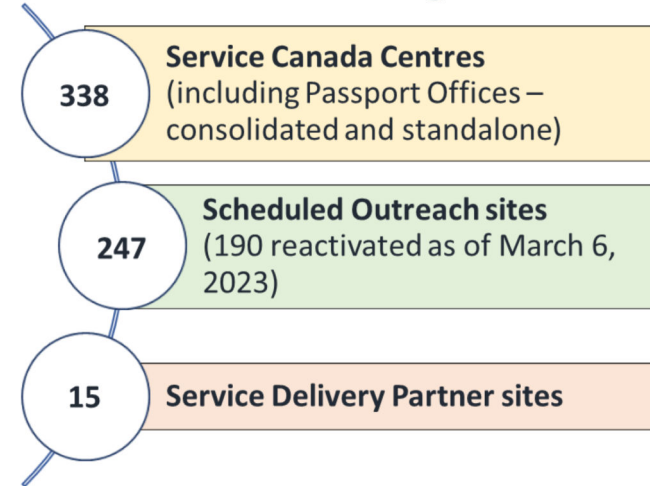 338
Service Canada Centres
(including Passport Offices –
consolidated and standalone)
247
Scheduled Outreach sites
(190 reactivated as of March 6,
2023)
15
Service Delivery Partner sites